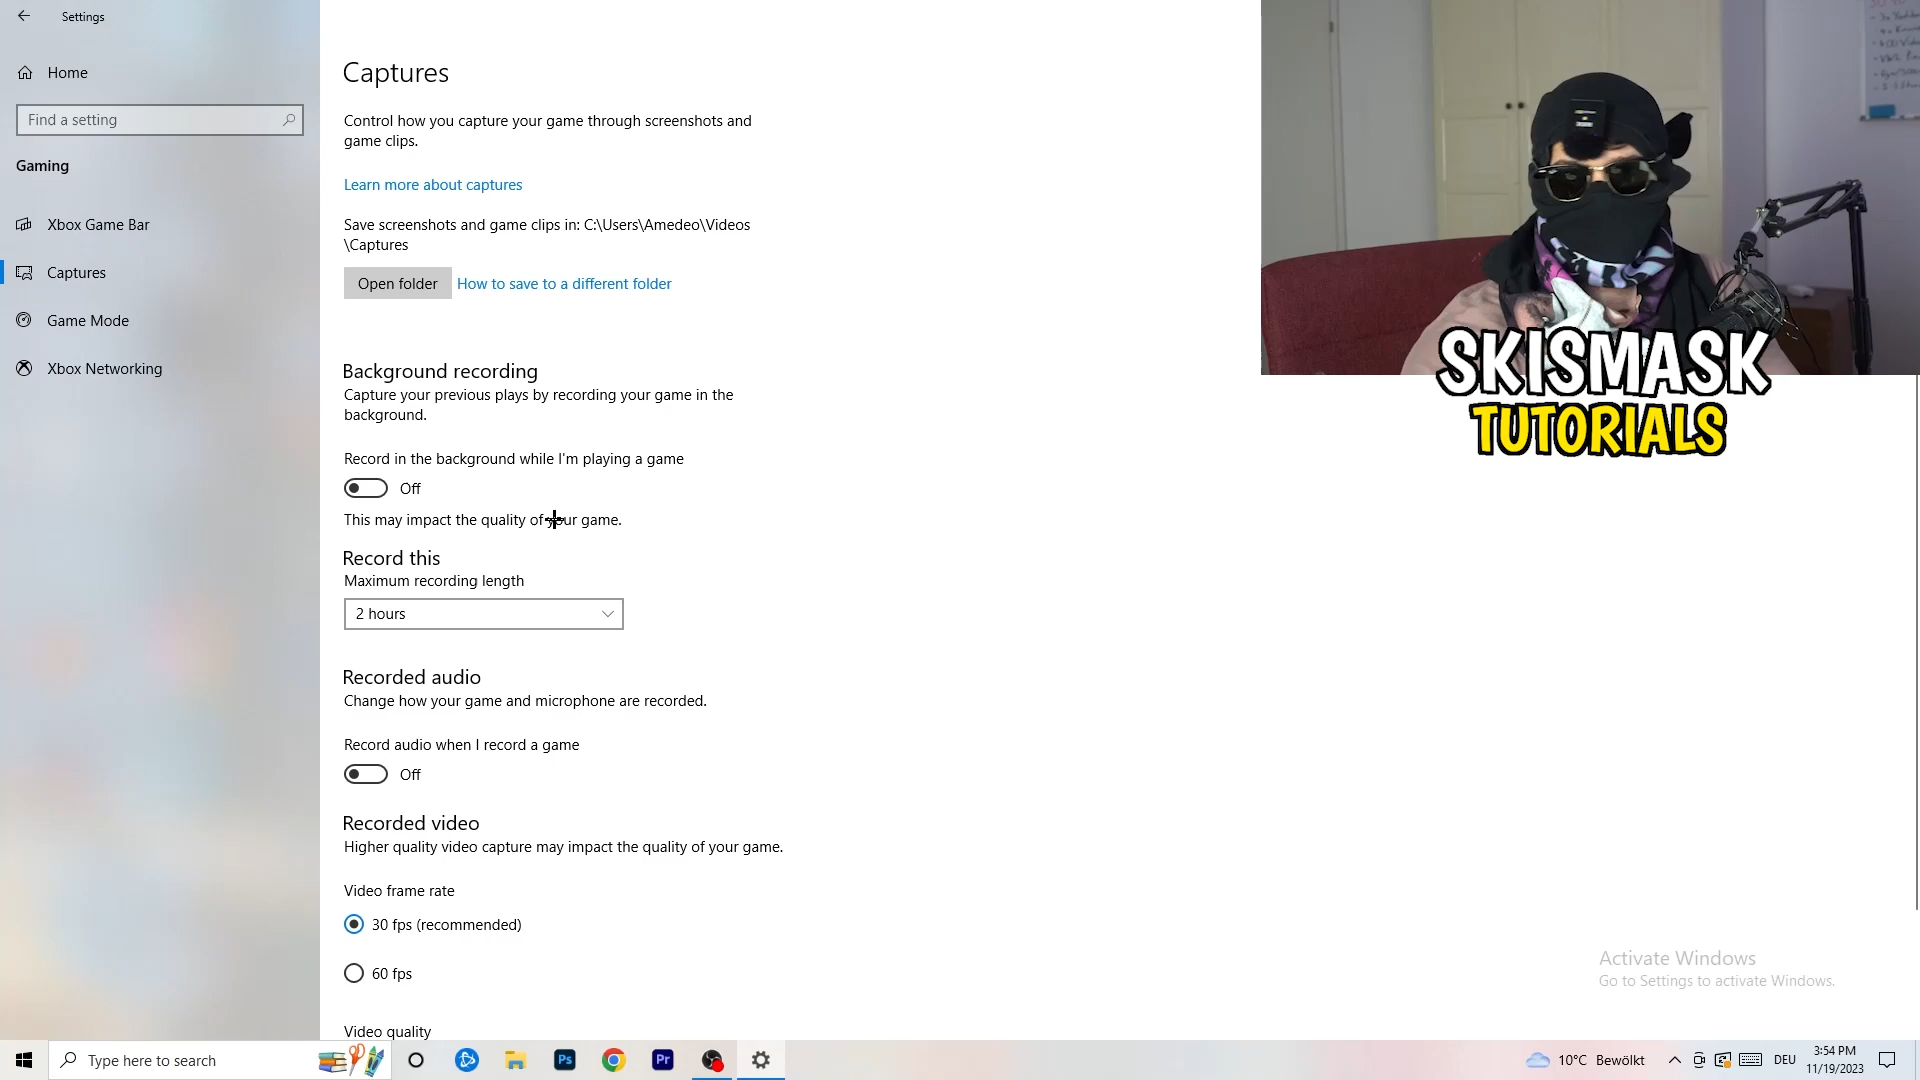 Settings
Home
Find a setting
Gaming
Xbox Game Bar
Captures
Game Mode
Xbox Networking
Captures
Control how you capture your game through screenshots and
game clips.
Learn more about captures
Save screenshots and game clips in: C:\Users\Amedeo\Videos
\Captures
Open folder
How to save to a different folder
Background recording
Capture your previous plays by recording your game in the
background.
Record in the background while I'm playing a game
Off
This may impact the quality of your game.
Record this
Maximum recording length
2 hours
Recorded audio
Change how your game and microphone are recorded.
Record audio when I record a game
Off
Recorded video
Higher quality video capture may impact the quality of your game.
Video frame rate
30 fps (recommended)
60 fps
Video quality
SKISMASK
TUTORIALS
Activate Windows
Go to Settings to activate Windows.
Type here to search
Ps
Pr
10°C Bewölkt
DEU
3:54 PM
11/19/2023